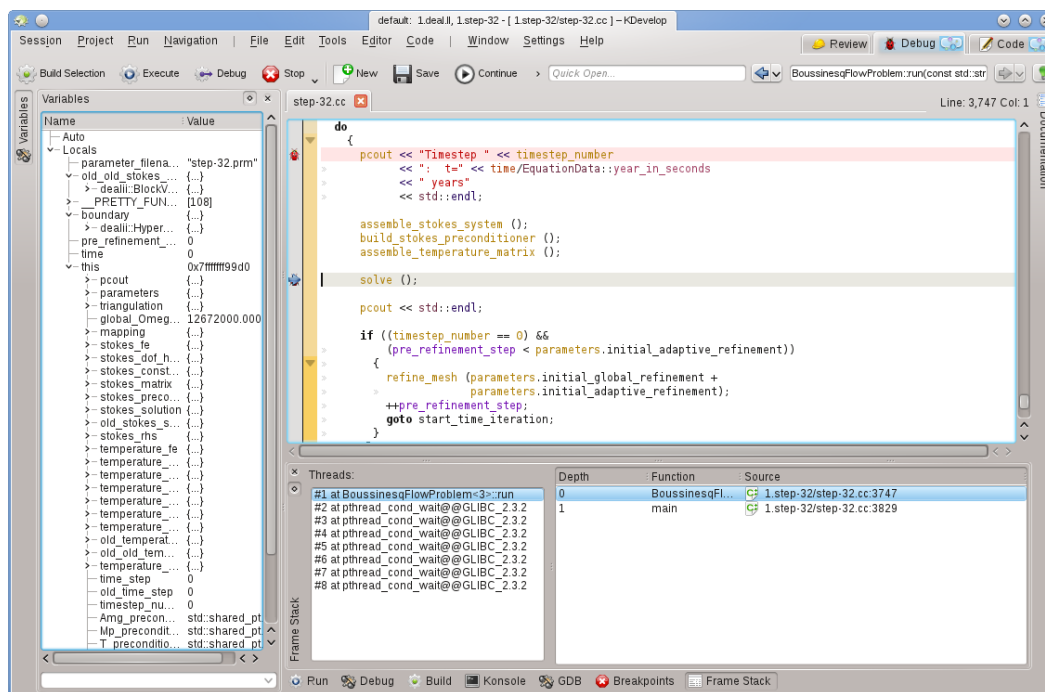 default: 1.deal.II, 1.step-32 - [ 1.step-32/step-32.cc ] – KDevelop
Session Project Run Navigation | File Edit Tools Editor Code | Window Settings Help
Review Debug Code
Build Selection Execute Debug Stop New Save Continue Quick Open... BoussinesqFlowProblem::run(const std::str
Variables
Variables
Name Value
Auto
Locals
parameter_filena... "step-32.prm"
old_old_stokes_... {...}
dealii::BlockV... {...}
__PRETTY_FUN... [108]
boundary {...}
dealii::Hyper... {...}
pre_refinement_... 0
time 0
this 0x7fffffff99d0
pcout {...}
parameters {...}
triangulation {...}
global_Omeg... 12672000.000
mapping {...}
stokes_fe {...}
stokes_dof_h... {...}
stokes_const... {...}
stokes_matrix {...}
stokes_preco... {...}
stokes_solution {...}
old_stokes_s... {...}
stokes_rhs {...}
temperature_fe {...}
temperature_... {...}
temperature_... {...}
temperature_... {...}
temperature_... {...}
temperature_... {...}
temperature_... {...}
old_temperat... {...}
old_old_tem... {...}
temperature_... {...}
time_step 0
old_time_step 0
timestep_nu... 0
Amg_precon... std::shared_pt
Mp_precondit... std::shared_pt
T_preconditio... std::shared_pt
step-32.cc
Line: 3,747 Col: 1
Documentation
do
{
pcout << "Timestep " << timestep_number
<< ":  t=" << time/EquationData::year_in_seconds
<< " years"
<< std::endl;
assemble_stokes_system ();
build_stokes_preconditioner ();
assemble_temperature_matrix ();
solve ();
pcout << std::endl;
if ((timestep_number == 0) &&
(pre_refinement_step < parameters.initial_adaptive_refinement))
{
refine_mesh (parameters.initial_global_refinement +
parameters.initial_adaptive_refinement);
++pre_refinement_step;
goto start_time_iteration;
}
Frame Stack
Threads:
#1 at BoussinesqFlowProblem<3>::run
#2 at pthread_cond_wait@@GLIBC_2.3.2
#3 at pthread_cond_wait@@GLIBC_2.3.2
#4 at pthread_cond_wait@@GLIBC_2.3.2
#5 at pthread_cond_wait@@GLIBC_2.3.2
#6 at pthread_cond_wait@@GLIBC_2.3.2
#7 at pthread_cond_wait@@GLIBC_2.3.2
#8 at pthread_cond_wait@@GLIBC_2.3.2
Depth Function Source
0 BoussinesqFl... 1.step-32/step-32.cc:3747
1 main 1.step-32/step-32.cc:3829
Run Debug Build Konsole GDB Breakpoints Frame Stack